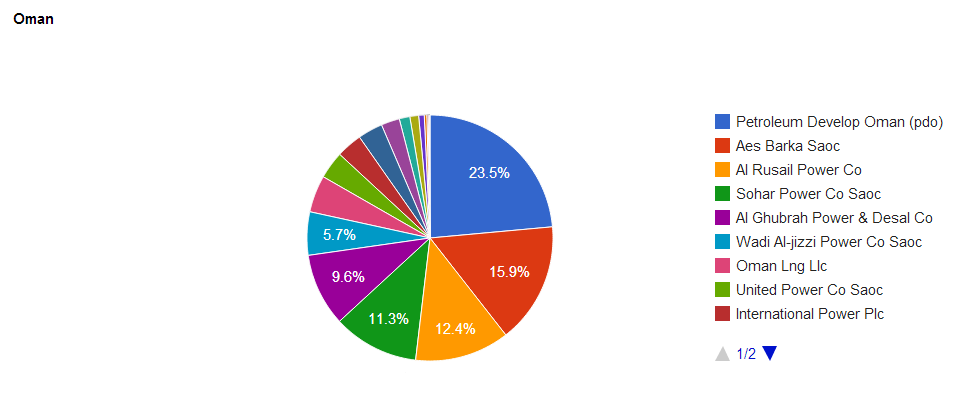 Oman
23.5%
15.9%
12.4%
11.3%
9.6%
5.7%
Petroleum Develop Oman (pdo)
Aes Barka Saoc
Al Rusail Power Co
Sohar Power Co Saoc
Al Ghubrah Power & Desal Co
Wadi Al-jizzi Power Co Saoc
Oman Lng Llc
United Power Co Saoc
International Power Plc
1/2